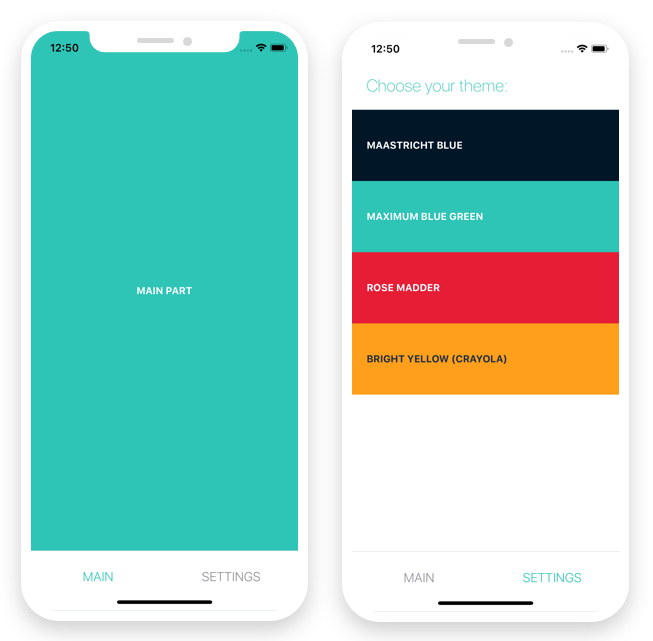 12:50
MAIN PART
MAIN
SETTINGS
12:50
Choose your theme:
MAASTRICHT BLUE
MAXIMUM BLUE GREEN
ROSE MADDER
BRIGHT YELLOW (CRAYOLA)
MAIN
SETTINGS